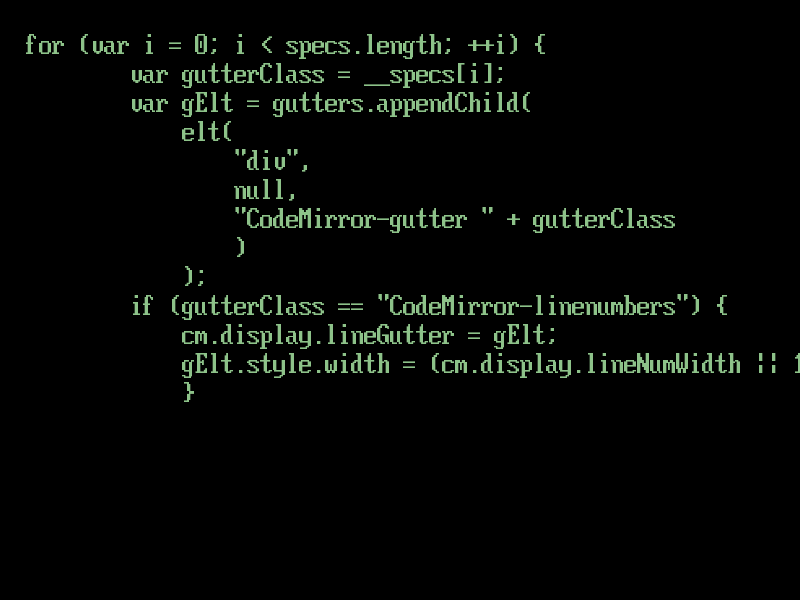 for (var i = 0; i < specs.length; ++i) {
        var gutterClass = __specs[i];
        var gElt = gutters.appendChild(
            elt(
                "div",
                null,
                "CodeMirror-gutter " + gutterClass
                )
            );
        if (gutterClass == "CodeMirror-linenumbers") {
            cm.display.lineGutter = gElt;
            gElt.style.width = (cm.display.lineNumWidth || 1
            }